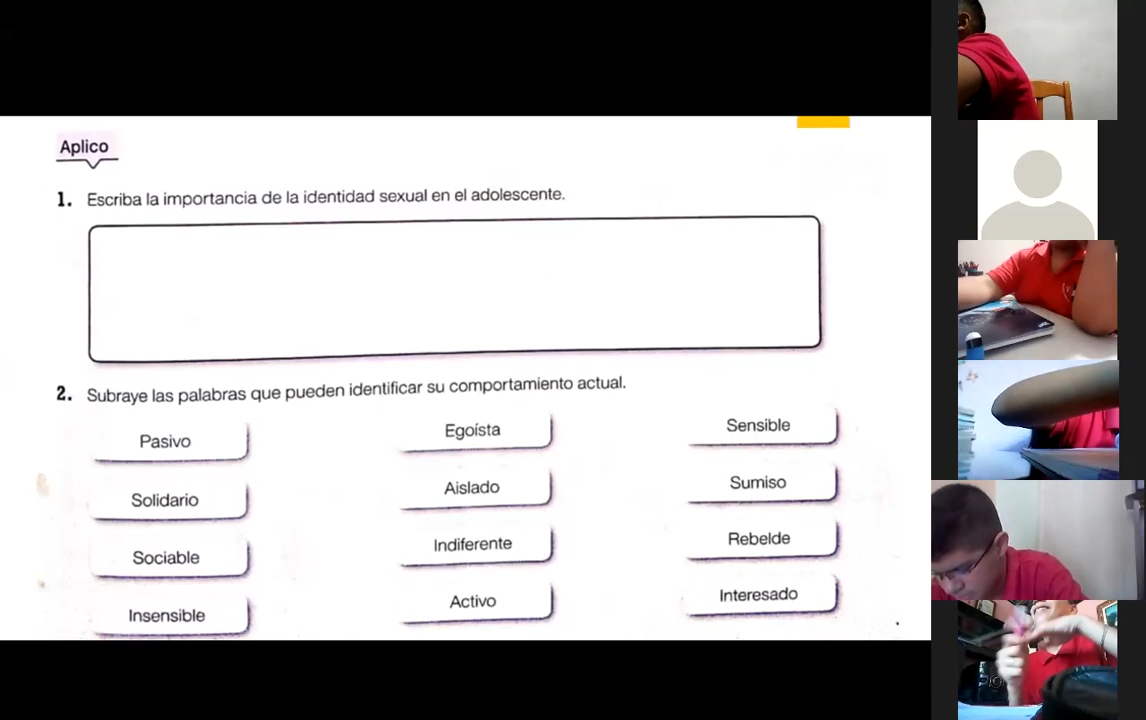 Aplico
1. Escriba la importancia de la identidad sexual en el adolescente.
2. Subraye las palabras que pueden identificar su comportamiento actual.
Pasivo
Egoísta
Sensible
Solidario
Aislado
Sumiso
Sociable
Indiferente
Rebelde
Insensible
Activo
Interesado